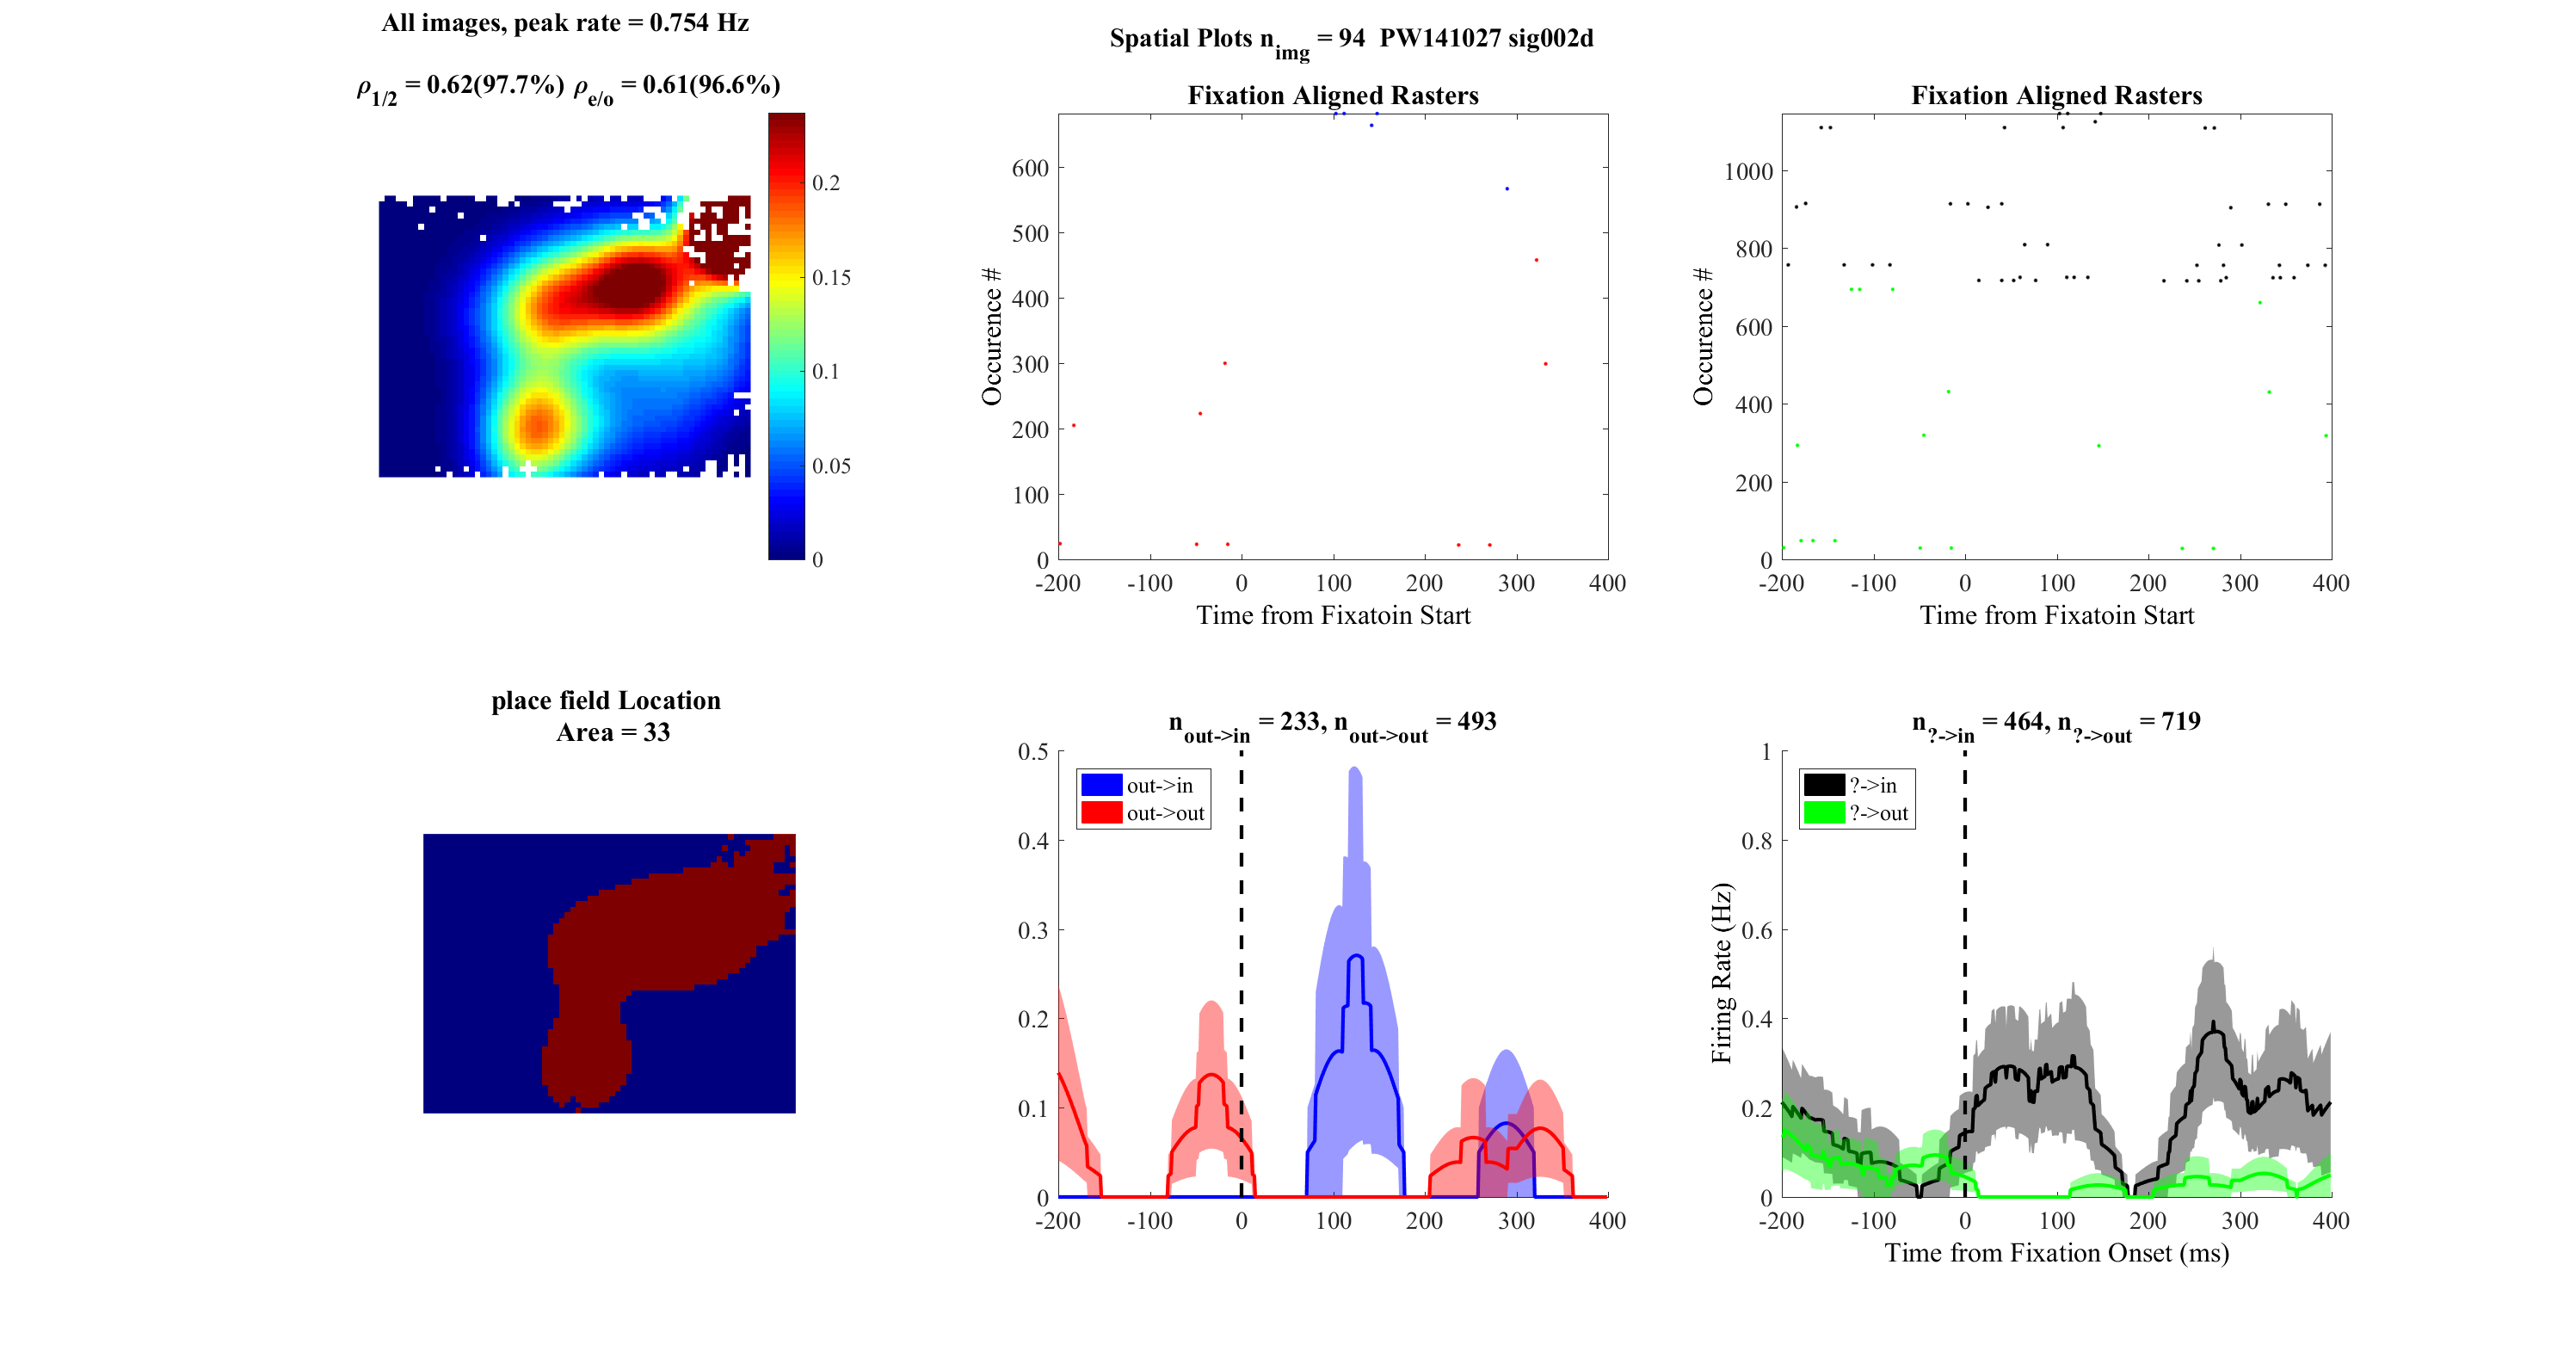 All images, peak rate = 0.754 Hz
ρ1/2 = 0.62(97.7%) ρe/o = 0.61(96.6%)
0.2
0.15
0.1
0.05
0
Spatial Plots nimg = 94 PW141027 sig002d
Fixation Aligned Rasters
Occurence #
600
500
400
300
200
100
0
-200 -100 0 100 200 300 400
Time from Fixatoin Start
Fixation Aligned Rasters
Occurence #
1000
800
600
400
200
0
-200 -100 0 100 200 300 400
Time from Fixatoin Start
place field Location
Area = 33
nout->in = 233, nout->out = 493
0.5
0.4
0.3
0.2
0.1
0
out->in
out->out
-200 -100 0 100 200 300 400
n?->in = 464, n?->out = 719
Firing Rate (Hz)
1
0.8
0.6
0.4
0.2
0
?->in
?->out
-200 -100 0 100 200 300 400
Time from Fixation Onset (ms)